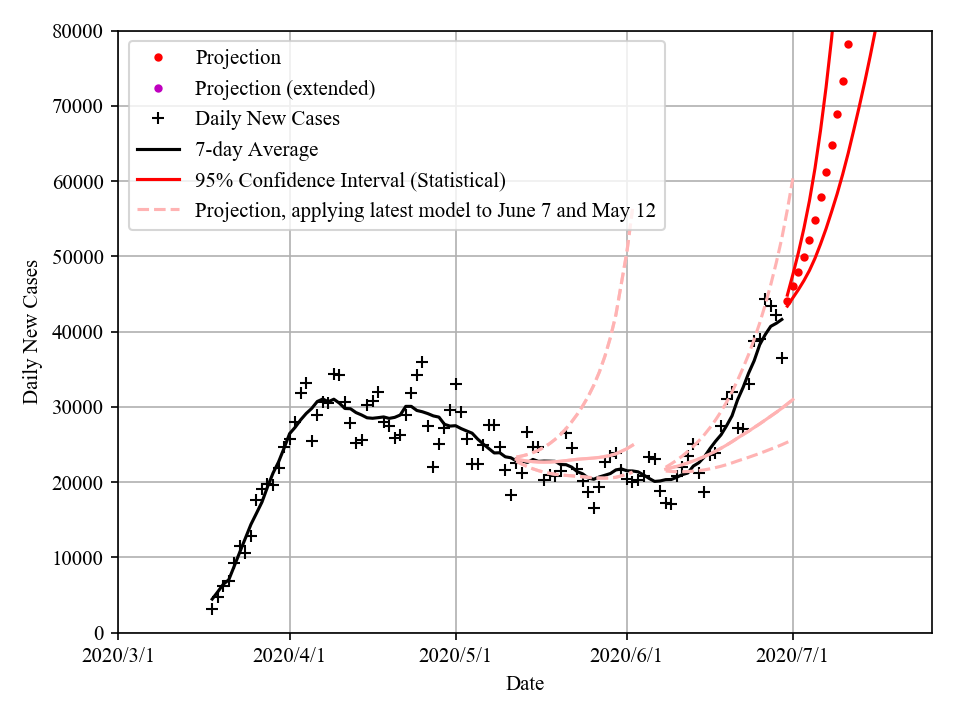 80000
70000
60000
50000
40000
30000
20000
10000
0
Daily New Cases
Projection
Projection (extended)
Daily New Cases
7-day Average
95% Confidence Interval (Statistical)
Projection, applying latest model to June 7 and May 12
2020/3/1 2020/4/1 2020/5/1 2020/6/1 2020/7/1
Date